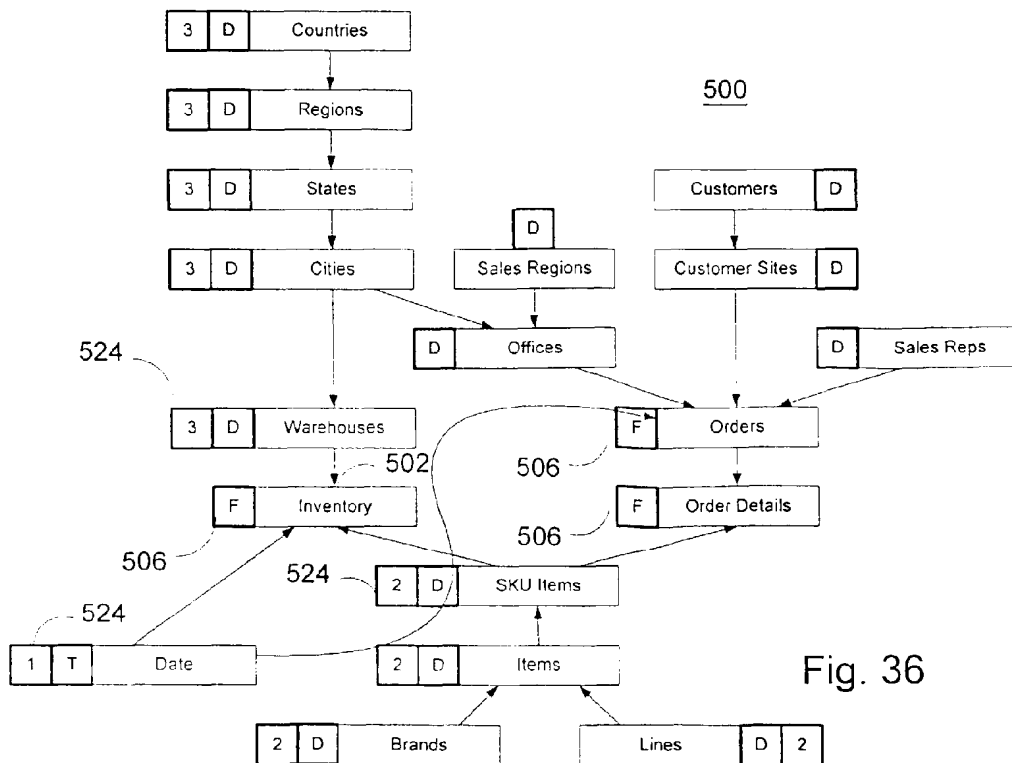 3 D Countries
500
3 D Regions
3 D States
Customers D
D
3 D Cities
Sales Regions
Customer Sites D
D Offices
D Sales Reps
524
3 D Warehouses
F Orders
502
506
F Inventory
F Order Details
506
506
524
2 D SKU Items
524
1 T Date
2 D Items
Fig. 36
2 D Brands
Lines D 2